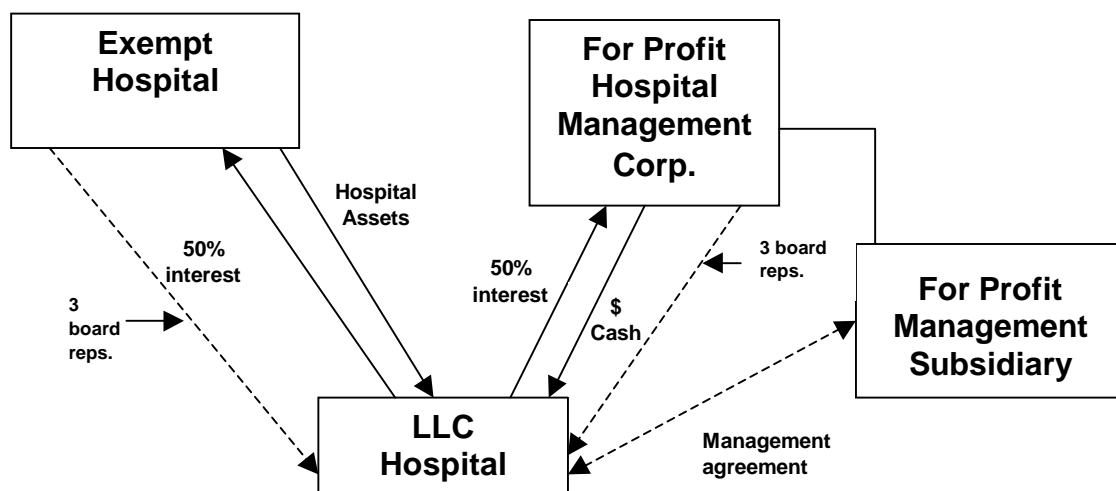 Exempt
Hospital
For Profit
Hospital
Management
Corp.
Hospital
Assets
50%
interest
3
board
reps.
50%
interest
$
Cash
3 board
reps.
For Profit
Management
Subsidiary
LLC
Hospital
Management
agreement